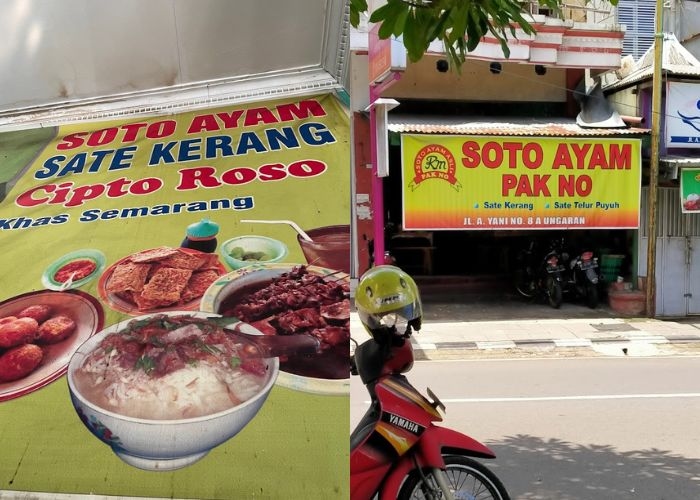 SOTO AYAM
SATE KERANG
Cipto Roso
Khas Semarang
SOTO AYAM ASLI
Rm
PAK NO
SOTO AYAM
PAK NO
Sate Kerang
Sate Telur Puyuh
JL. A. YANI NO. 8 A UNGARAN
YAMAHA